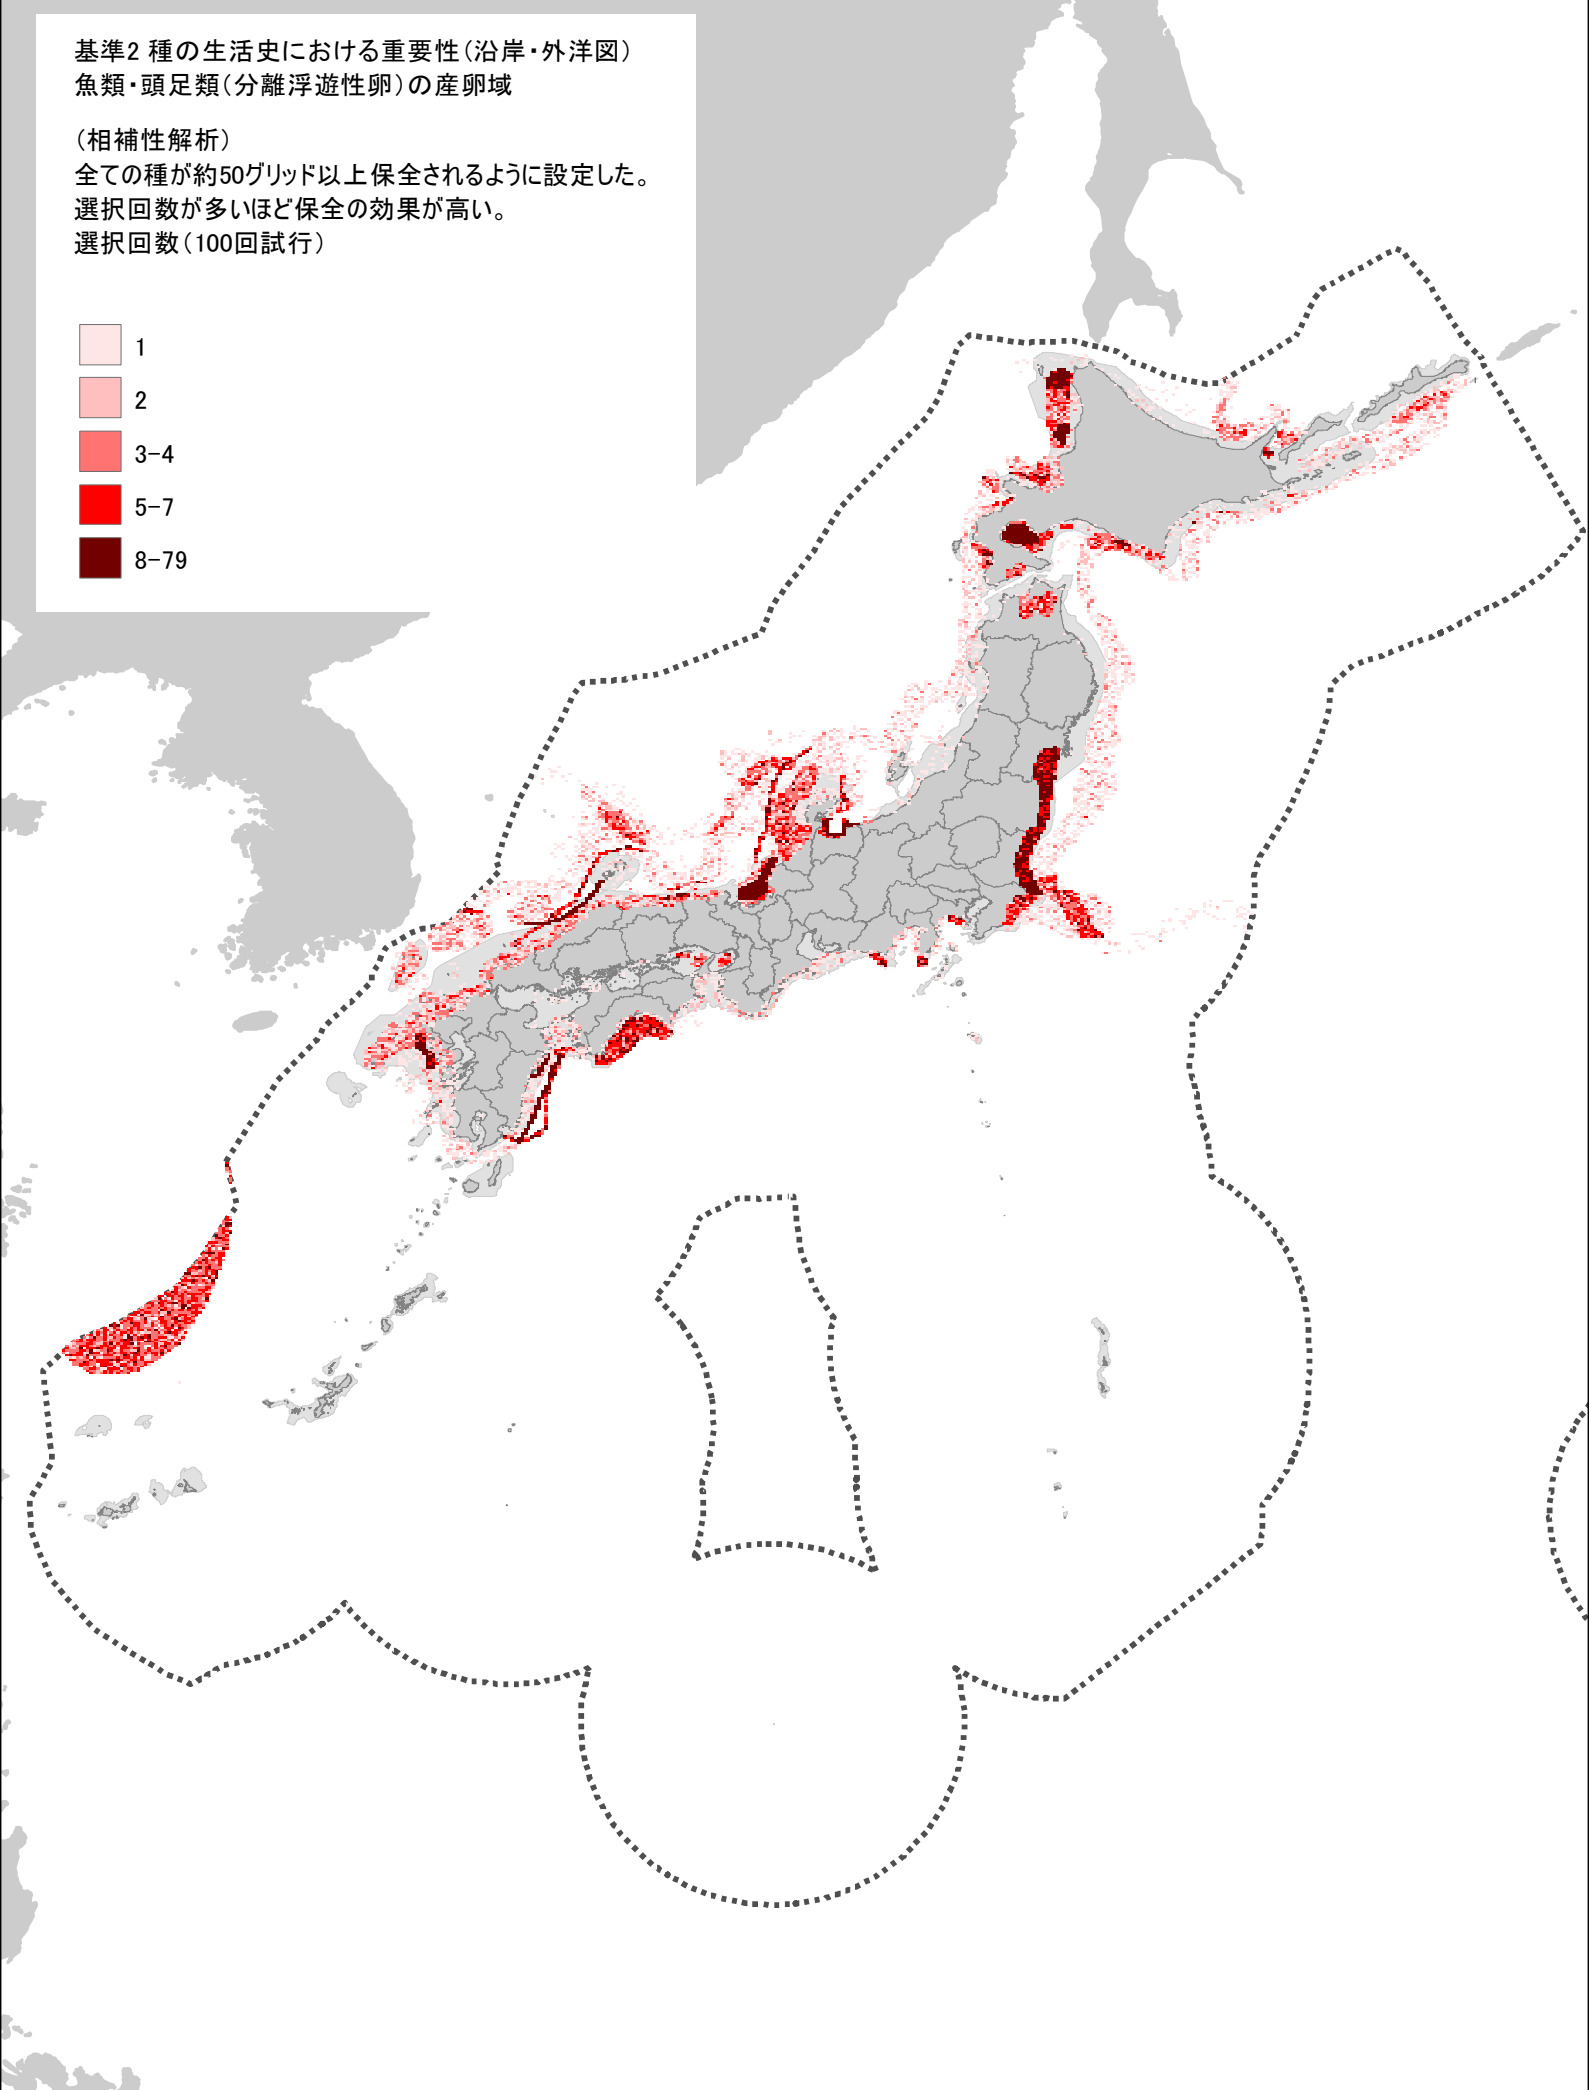 基準2 種の生活史における重要性(沿岸・外洋図)
魚類・頭足類(分離浮遊性卵)の産卵域
(相補性解析)
全ての種が約50グリッド以上保全されるように設定した。
選択回数が多いほど保全の効果が高い。
選択回数(100回試行)
1
2
3-4
5-7
8-79